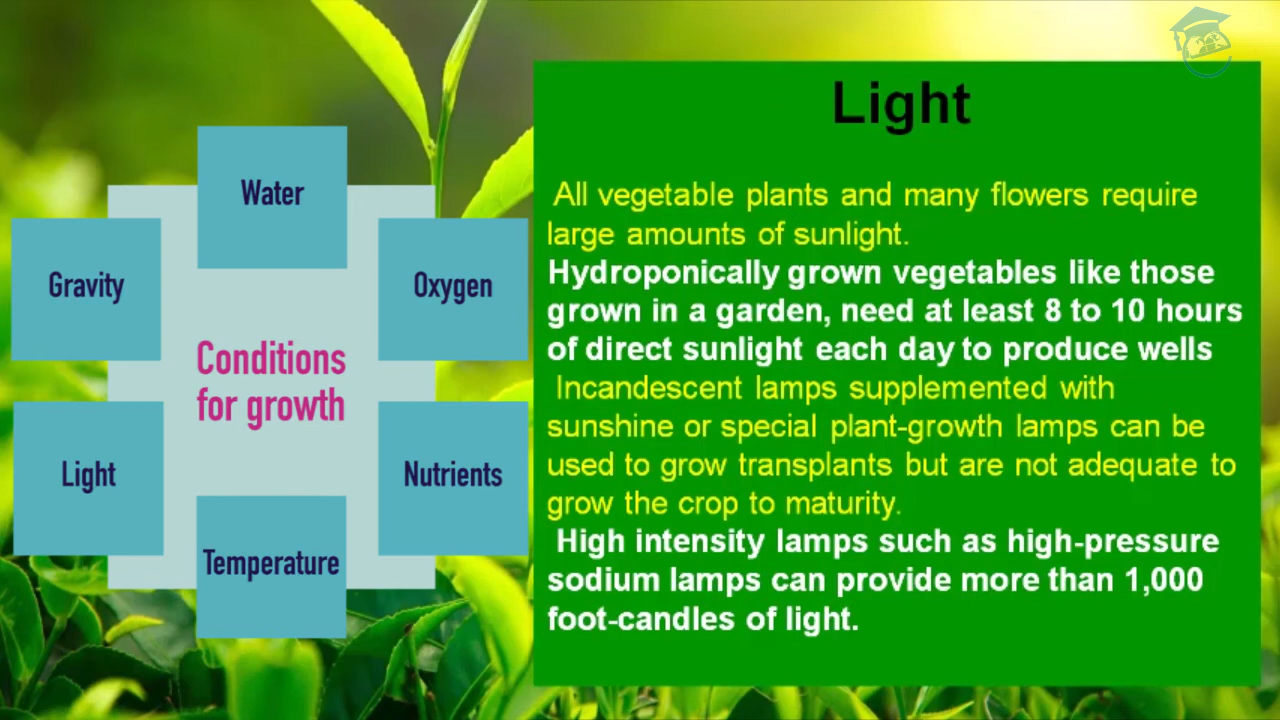 Water
Gravity
Oxygen
Conditions
for growth
Light
Nutrients
Temperature
Light
All vegetable plants and many flowers require
large amounts of sunlight.
Hydroponically grown vegetables like those
grown in a garden, need at least 8 to 10 hours
of direct sunlight each day to produce wells
Incandescent lamps supplemented with
sunshine or special plant-growth lamps can be
used to grow transplants but are not adequate to
grow the crop to maturity.
High intensity lamps such as high-pressure
sodium lamps can provide more than 1,000
foot-candles of light.